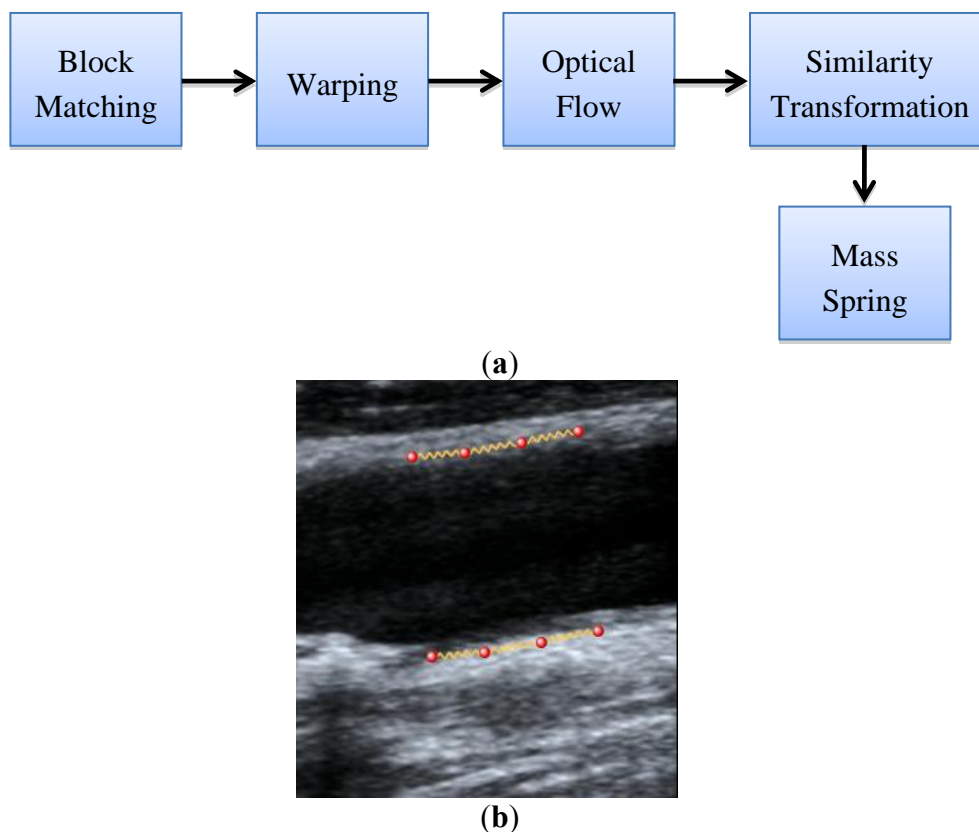 Block
Matching
Warping
Optical
Flow
Similarity
Transformation
Mass
Spring
(a)
(b)